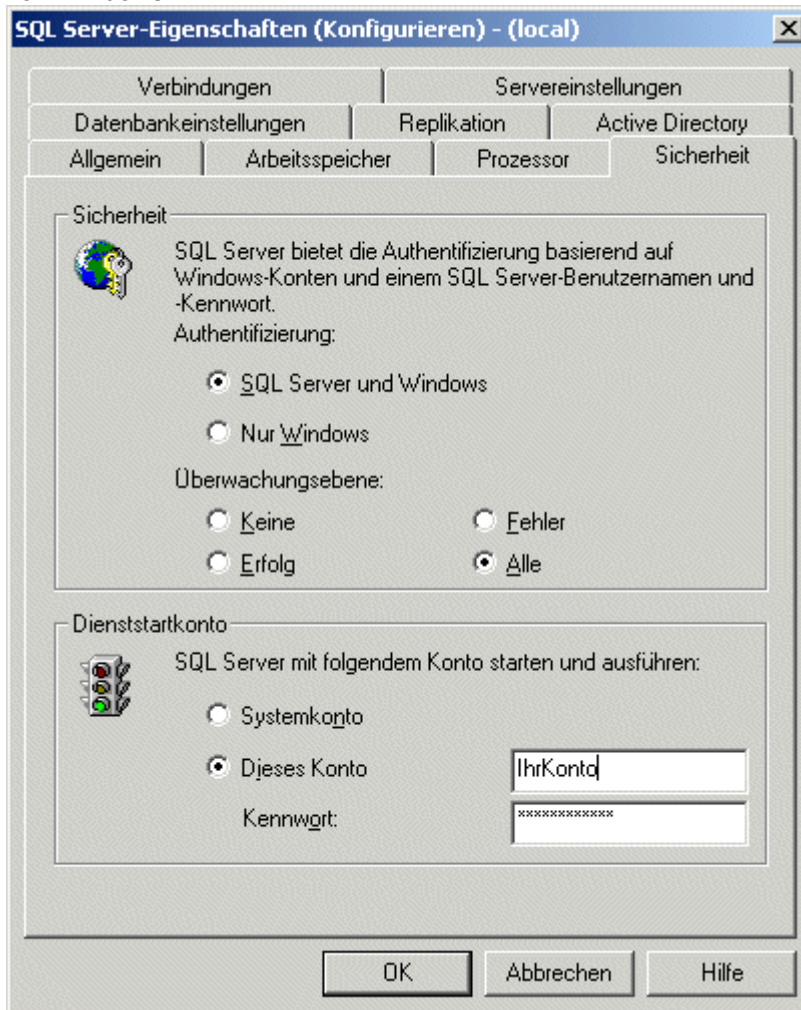 SQL Server-Eigenschaften (Konfigurieren) - (local)
Verbindungen
Servereinstellungen
Datenbankeinstellungen
Replikation
Active Directory
Allgemein
Arbeitsspeicher
Prozessor
Sicherheit
Sicherheit
SQL Server bietet die Authentifizierung basierend auf
Windows-Konten und einem SQL Server-Benutzernamen und
-Kennwort.
Authentifizierung:
SQL Server und Windows
Nur Windows
Überwachungsebene:
Keine
Fehler
Erfolg
Alle
Dienststartkonto
SQL Server mit folgendem Konto starten und ausführen:
Systemkonto
Dieses Konto
IhrKonto
Kennwort:
************
OK
Abbrechen
Hilfe